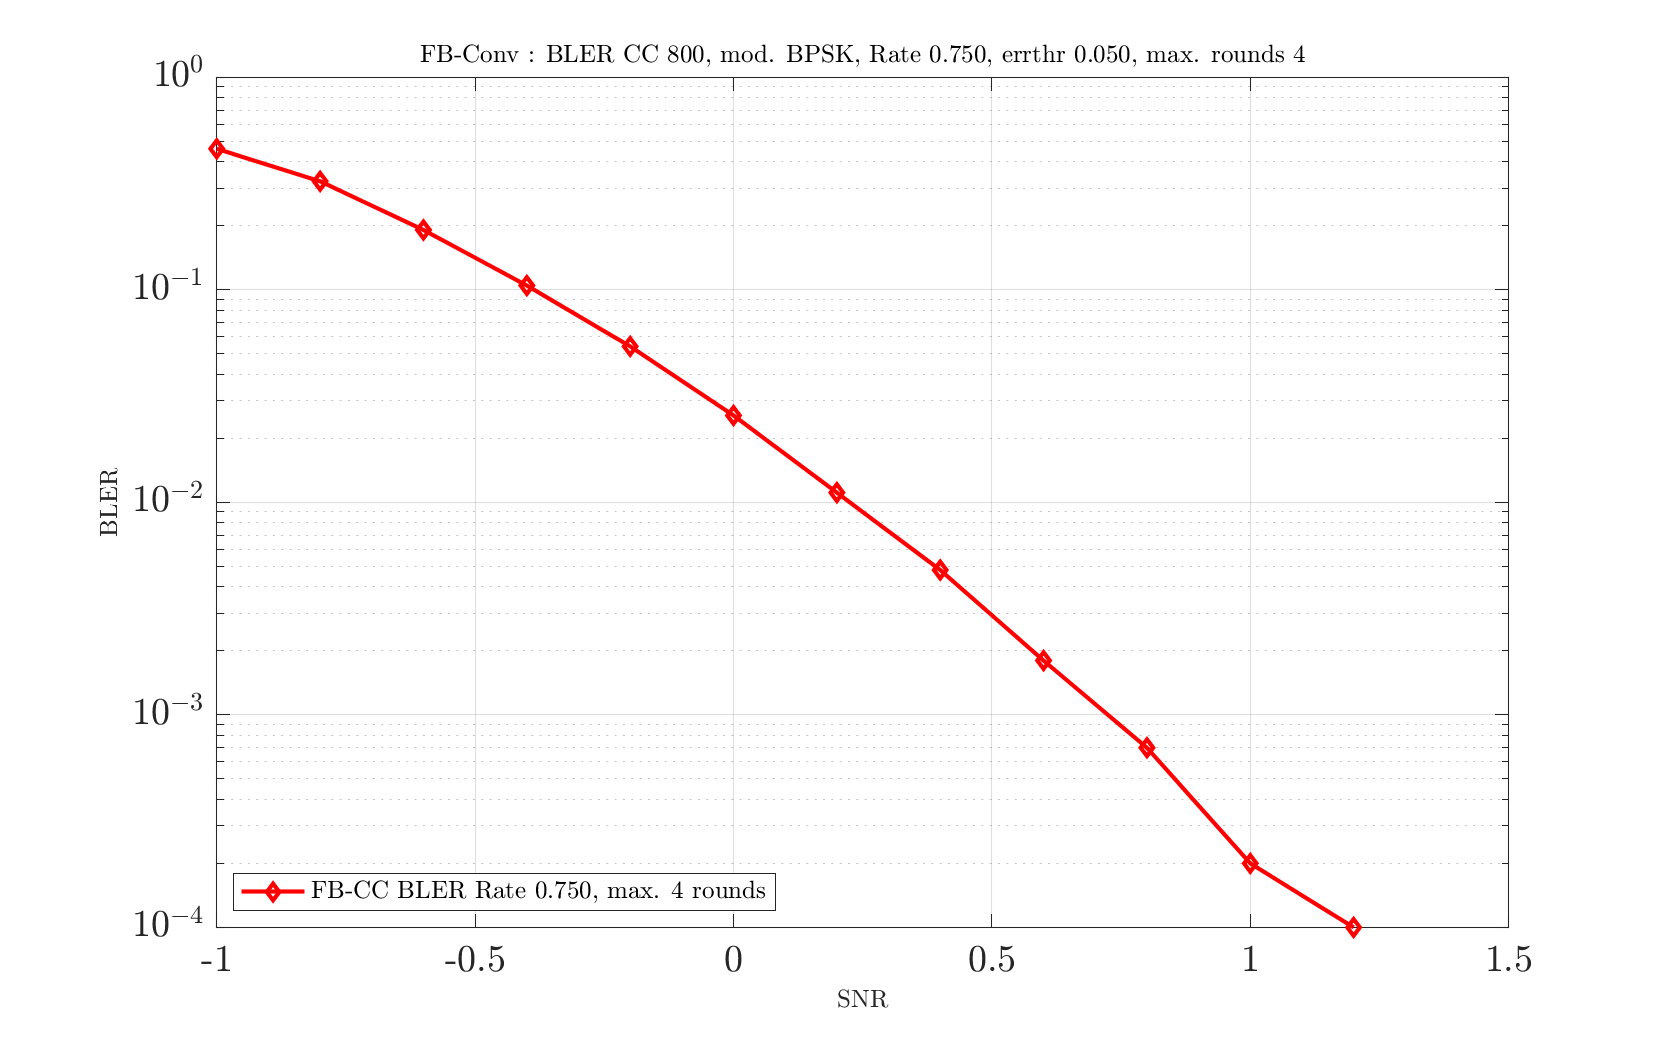 FB-Conv : BLER CC 800, mod. BPSK, Rate 0.750, errthr 0.050, max. rounds 4
10^0
10^−1
10^−2
10^−3
10^−4
BLER
FB-CC BLER Rate 0.750, max. 4 rounds
-1 -0.5 0 0.5 1 1.5
SNR